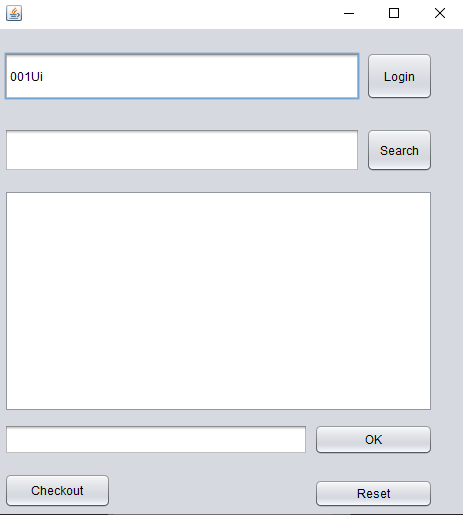 001Ui
Login
Search
OK
Checkout
Reset